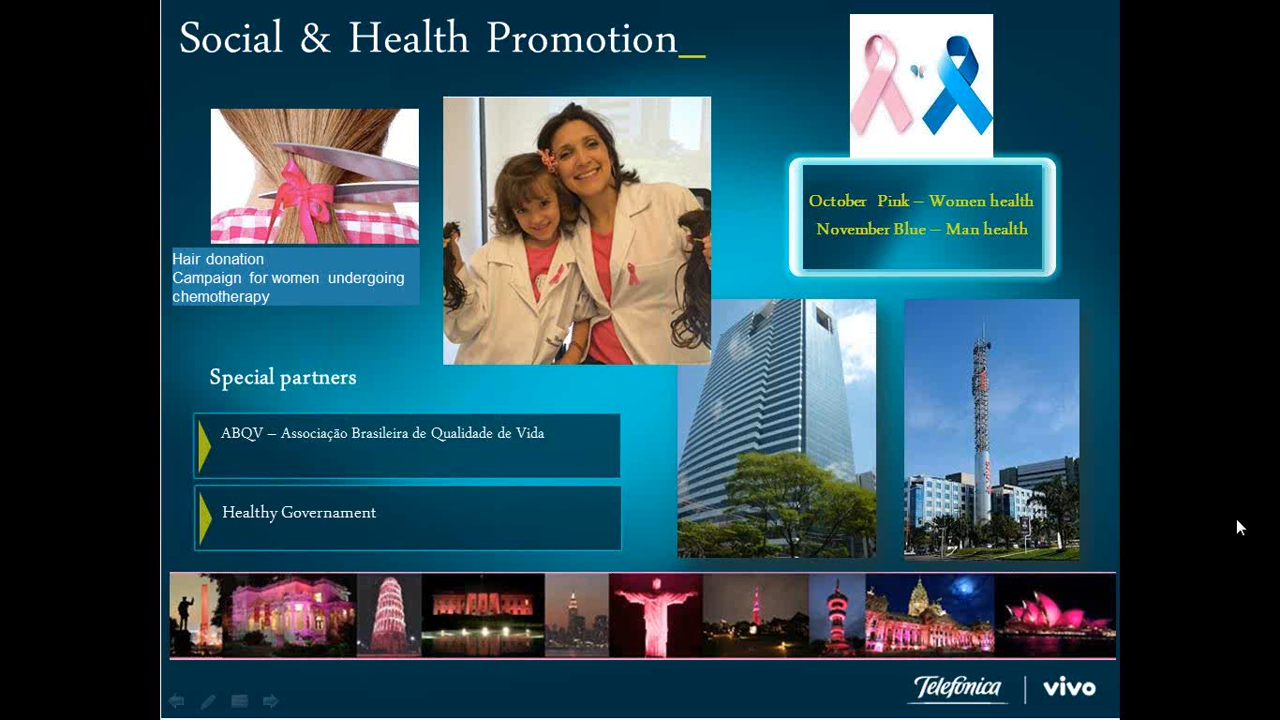 Social & Health Promotion_
October Pink – Women health
November Blue – Man health
Hair donation
Campaign for women undergoing
chemotherapy
Special partners
ABQV – Associação Brasileira de Qualidade de Vida
Healthy Governament
Telefónica
vivo